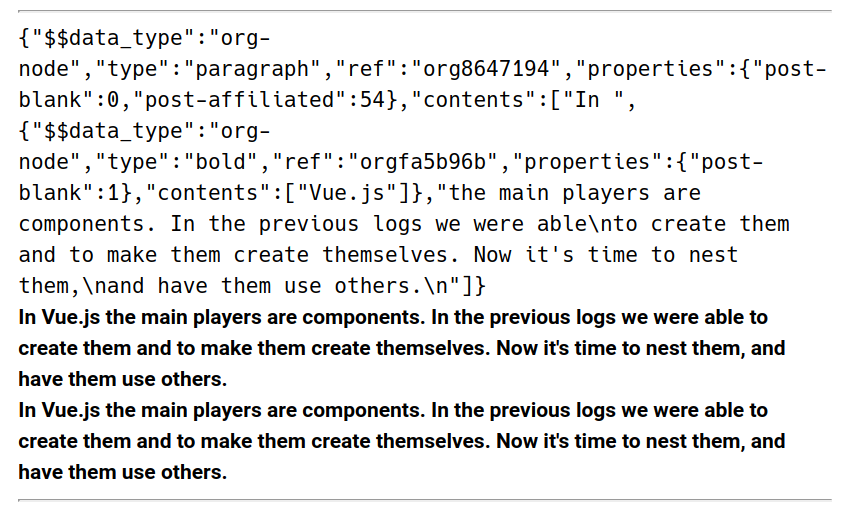 {"$$data_type":"org-
node","type":"paragraph","ref":"org8647194","properties":{"post-
blank":0,"post-affiliated":54},"contents":["In ",
{"$$data_type":"org-
node","type":"bold","ref":"orgfa5b96b","properties":{"post-
blank":1},"contents":["Vue.js"]},"the main players are
components. In the previous logs we were able\nto create them
and to make them create themselves. Now it's time to nest
them,\nand have them use others.\n"]}
In Vue.js the main players are components. In the previous logs we were able to
create them and to make them create themselves. Now it's time to nest them, and
have them use others.
In Vue.js the main players are components. In the previous logs we were able to
create them and to make them create themselves. Now it's time to nest them, and
have them use others.